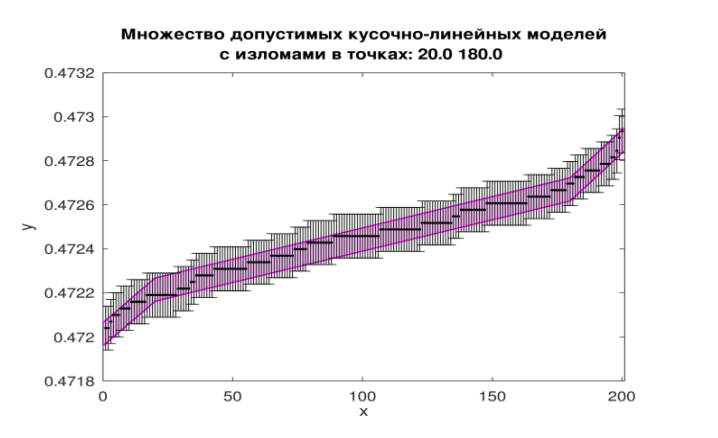 Множество допустимых кусочно-линейных моделей
с изломами в точках: 20.0 180.0
0.4732
0.473
0.4728
0.4726
0.4724
0.4722
0.472
0.4718
y
0 50 100 150 200
x